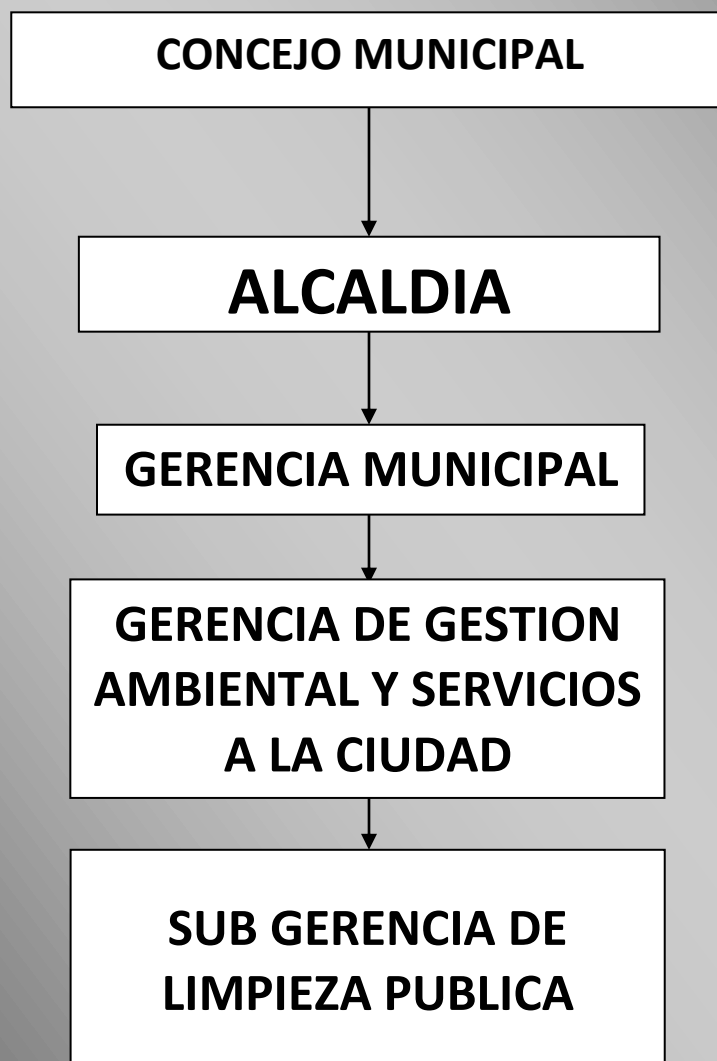 CONCEJO MUNICIPAL
ALCALDIA
GERENCIA MUNICIPAL
GERENCIA DE GESTION
AMBIENTAL Y SERVICIOS
A LA CIUDAD
SUB GERENCIA DE
LIMPIEZA PUBLICA